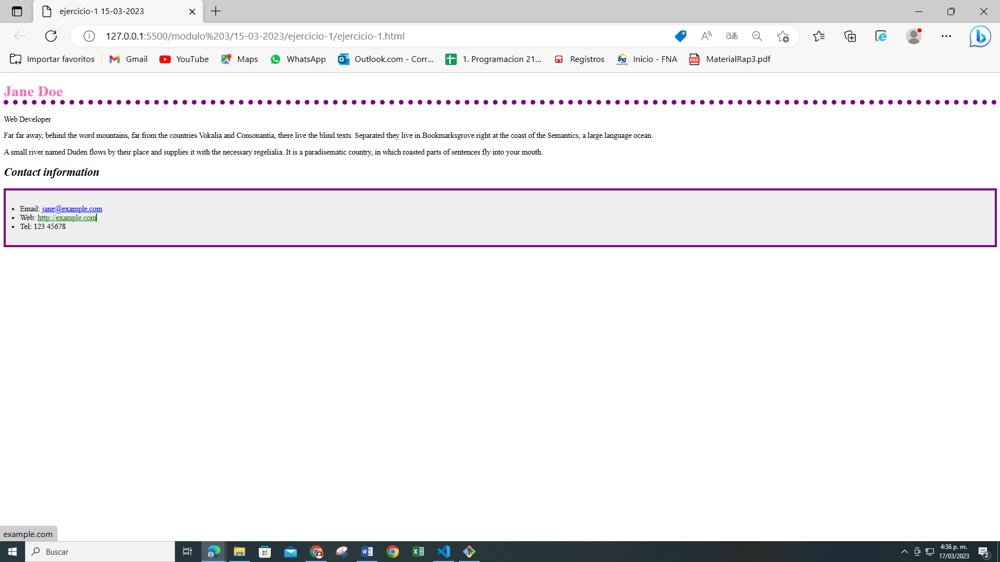 ejercicio-1 15-03-2023
127.0.0.1:5500/modulo%203/15-03-2023/ejercicio-1/ejercicio-1.html
Importar favoritos Gmail YouTube Maps WhatsApp Outlook.com - Corr... 1. Programacion 21... Registros Inicio - FNA MaterialRap3.pdf
Jane Doe
Web Developer
Far far away, behind the word mountains, far from the countries Vokalia and Consonantia, there live the blind texts. Separated they live in Bookmarksgrove right at the coast of the Semantics, a large language ocean.
A small river named Duden flows by their place and supplies it with the necessary regelialia. It is a paradisematic country, in which roasted parts of sentences fly into your mouth.
Contact information
• Email: jane@example.com
• Web: http://example.com
• Tel: 123 45678
example.com
Buscar
4:36 p. m.
17/03/2023
2